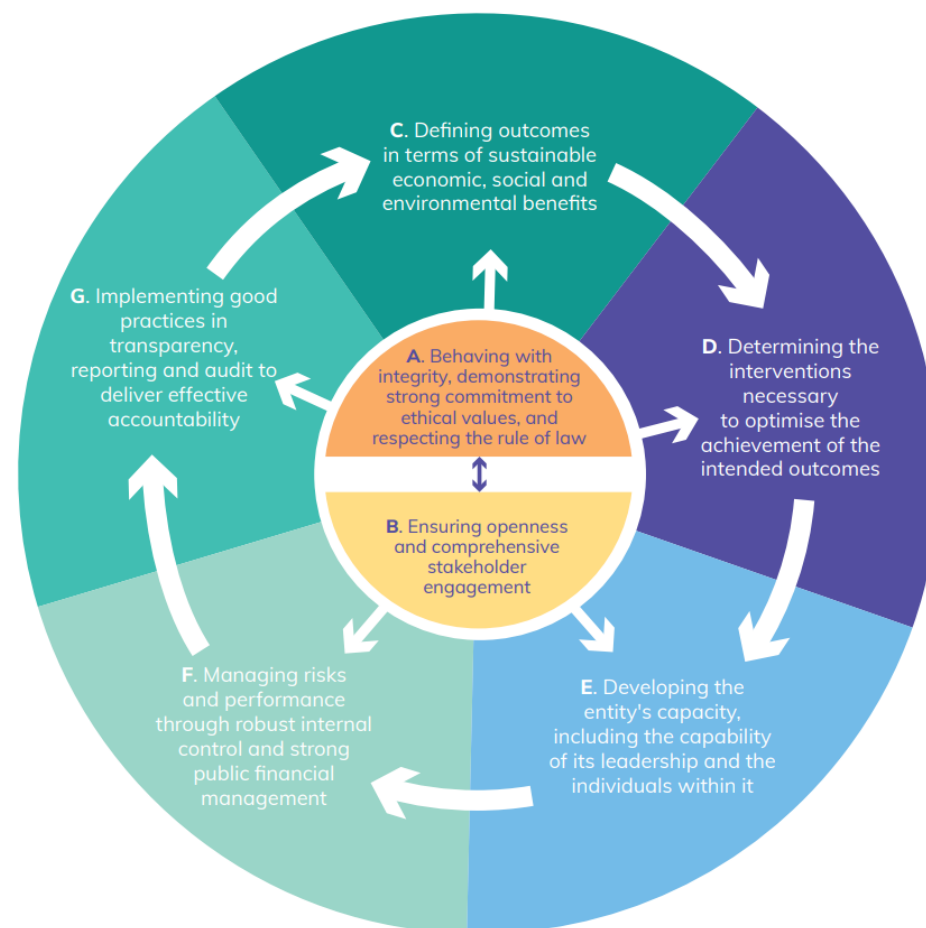 C. Defining outcomes
in terms of sustainable
economic, social and
environmental benefits
G. Implementing good
practices in
transparency,
reporting and audit to
deliver effective
accountability
A. Behaving with
integrity, demonstrating
strong commitment to
ethical values, and
respecting the rule of law
D. Determining the
interventions
necessary
to optimise the
achievement of the
intended outcomes
B. Ensuring openness
and comprehensive
stakeholder
engagement
F. Managing risks
and performance
through robust internal
control and strong
public financial
management
E. Developing the
entity's capacity,
including the capability
of its leadership and the
individuals within it